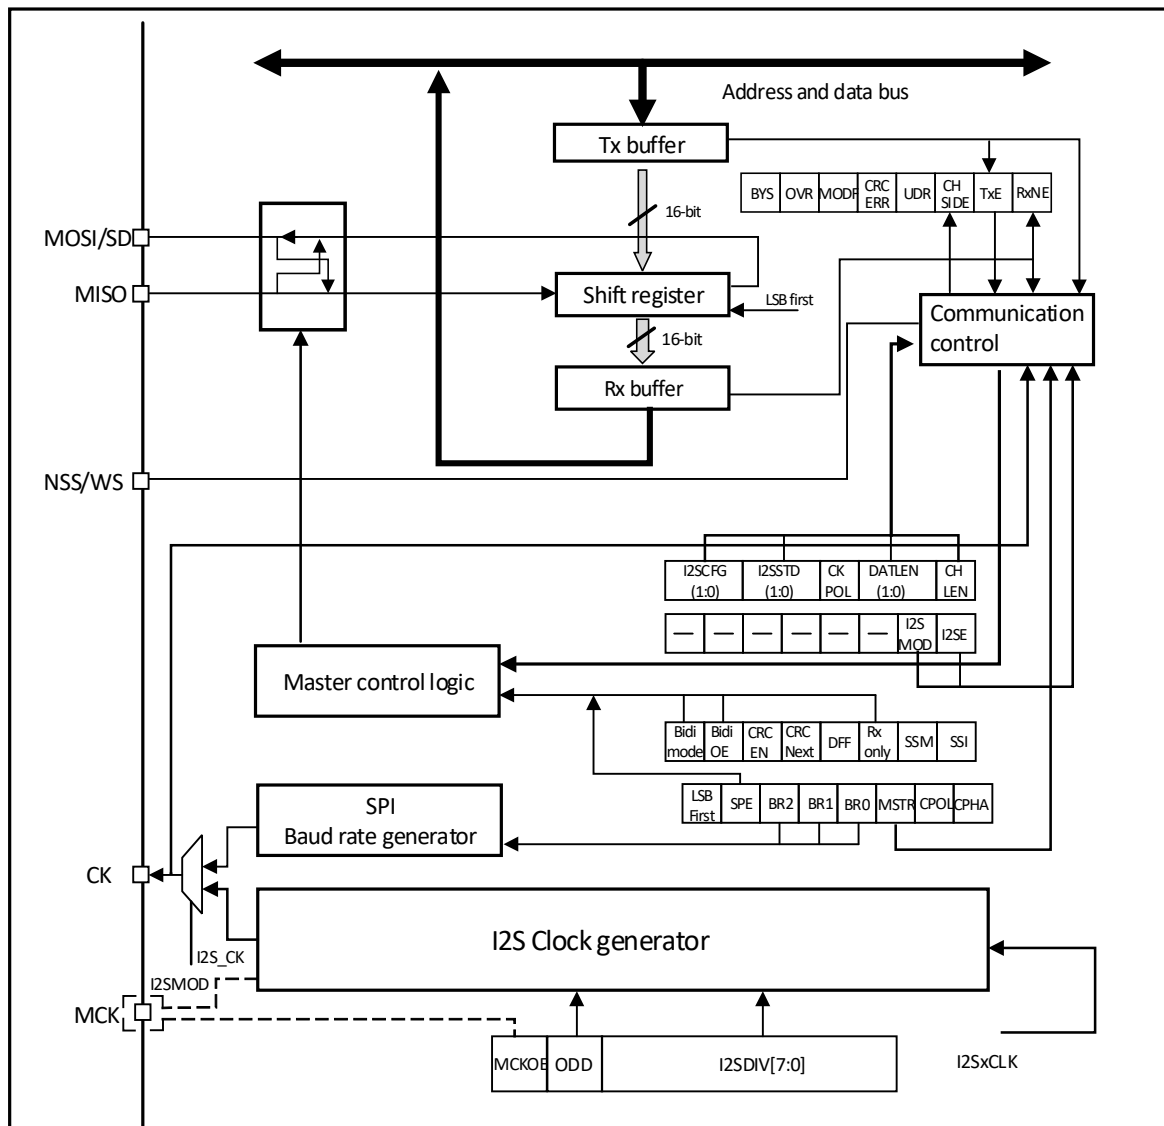 Address and data bus
Tx buffer
BYS OVR MODF CRC ERR UDR CH SIDE TxE RxNE
16-bit
MOSI/SD
MISO
Shift register
LSB first
Communication control
16-bit
Rx buffer
NSS/WS
I2SCFG (1:0) I2SSTD (1:0) CK POL DATLEN (1:0) CH LEN
— — — — — — I2S MOD I2SE
Master control logic
Bidi mode Bidi OE CRC EN CRC Next DFF Rx only SSM SSI
LSB First SPE BR2 BR1 BR0 MSTR CPOL CPHA
SPI
Baud rate generator
CK
I2S Clock generator
I2S_CK
I2SMOD
MCK
MCKOE ODD I2SDIV[7:0]
I2SxCLK